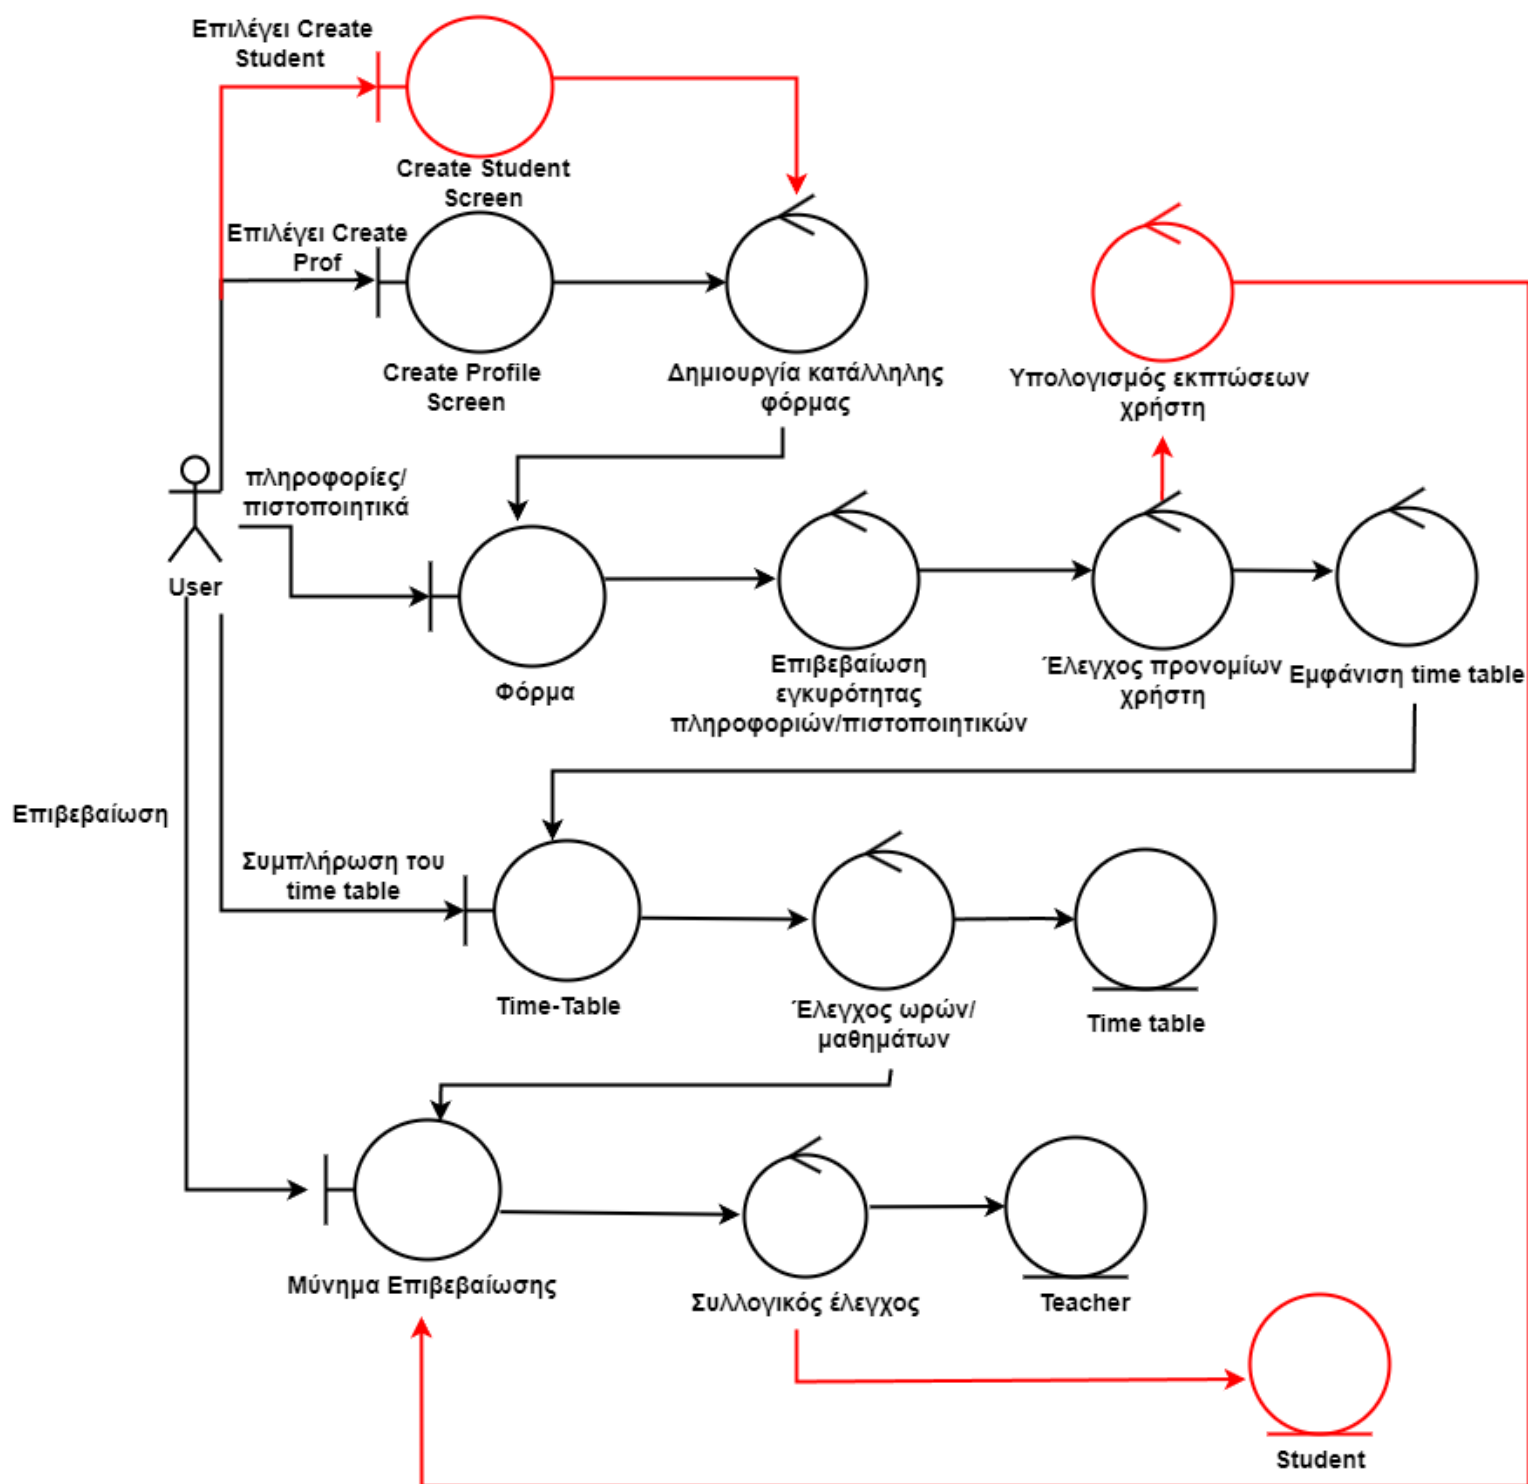 Επιλέγει Create
Student
Create Student
Screen
Επιλέγει Create
Prof
Create Profile
Screen
Δημιουργία κατάλληλης
φόρμας
Υπολογισμός εκπτώσεων
χρήστη
πληροφορίες/
πιστοποιητικά
User
Φόρμα
Επιβεβαίωση
εγκυρότητας
πληροφοριών/πιστοποιητικών
Έλεγχος προνομίων
χρήστη
Εμφάνιση time table
Επιβεβαίωση
Συμπλήρωση του
time table
Time-Table
Έλεγχος ωρών/
μαθημάτων
Time table
Μύνημα Επιβεβαίωσης
Συλλογικός έλεγχος
Teacher
Student